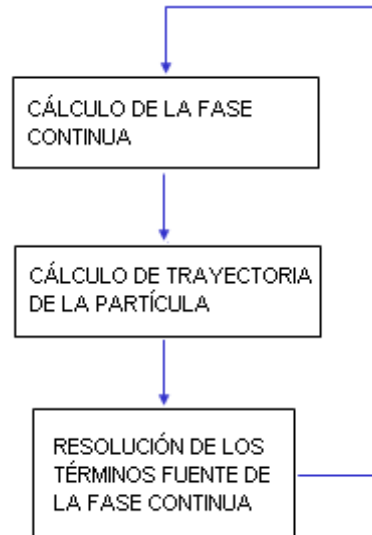 CÁLCULO DE LA FASE
CONTINUA
CÁLCULO DE TRAYECTORIA
DE LA PARTÍCULA
RESOLUCIÓN DE LOS
TÉRMINOS FUENTE DE
LA FASE CONTINUA